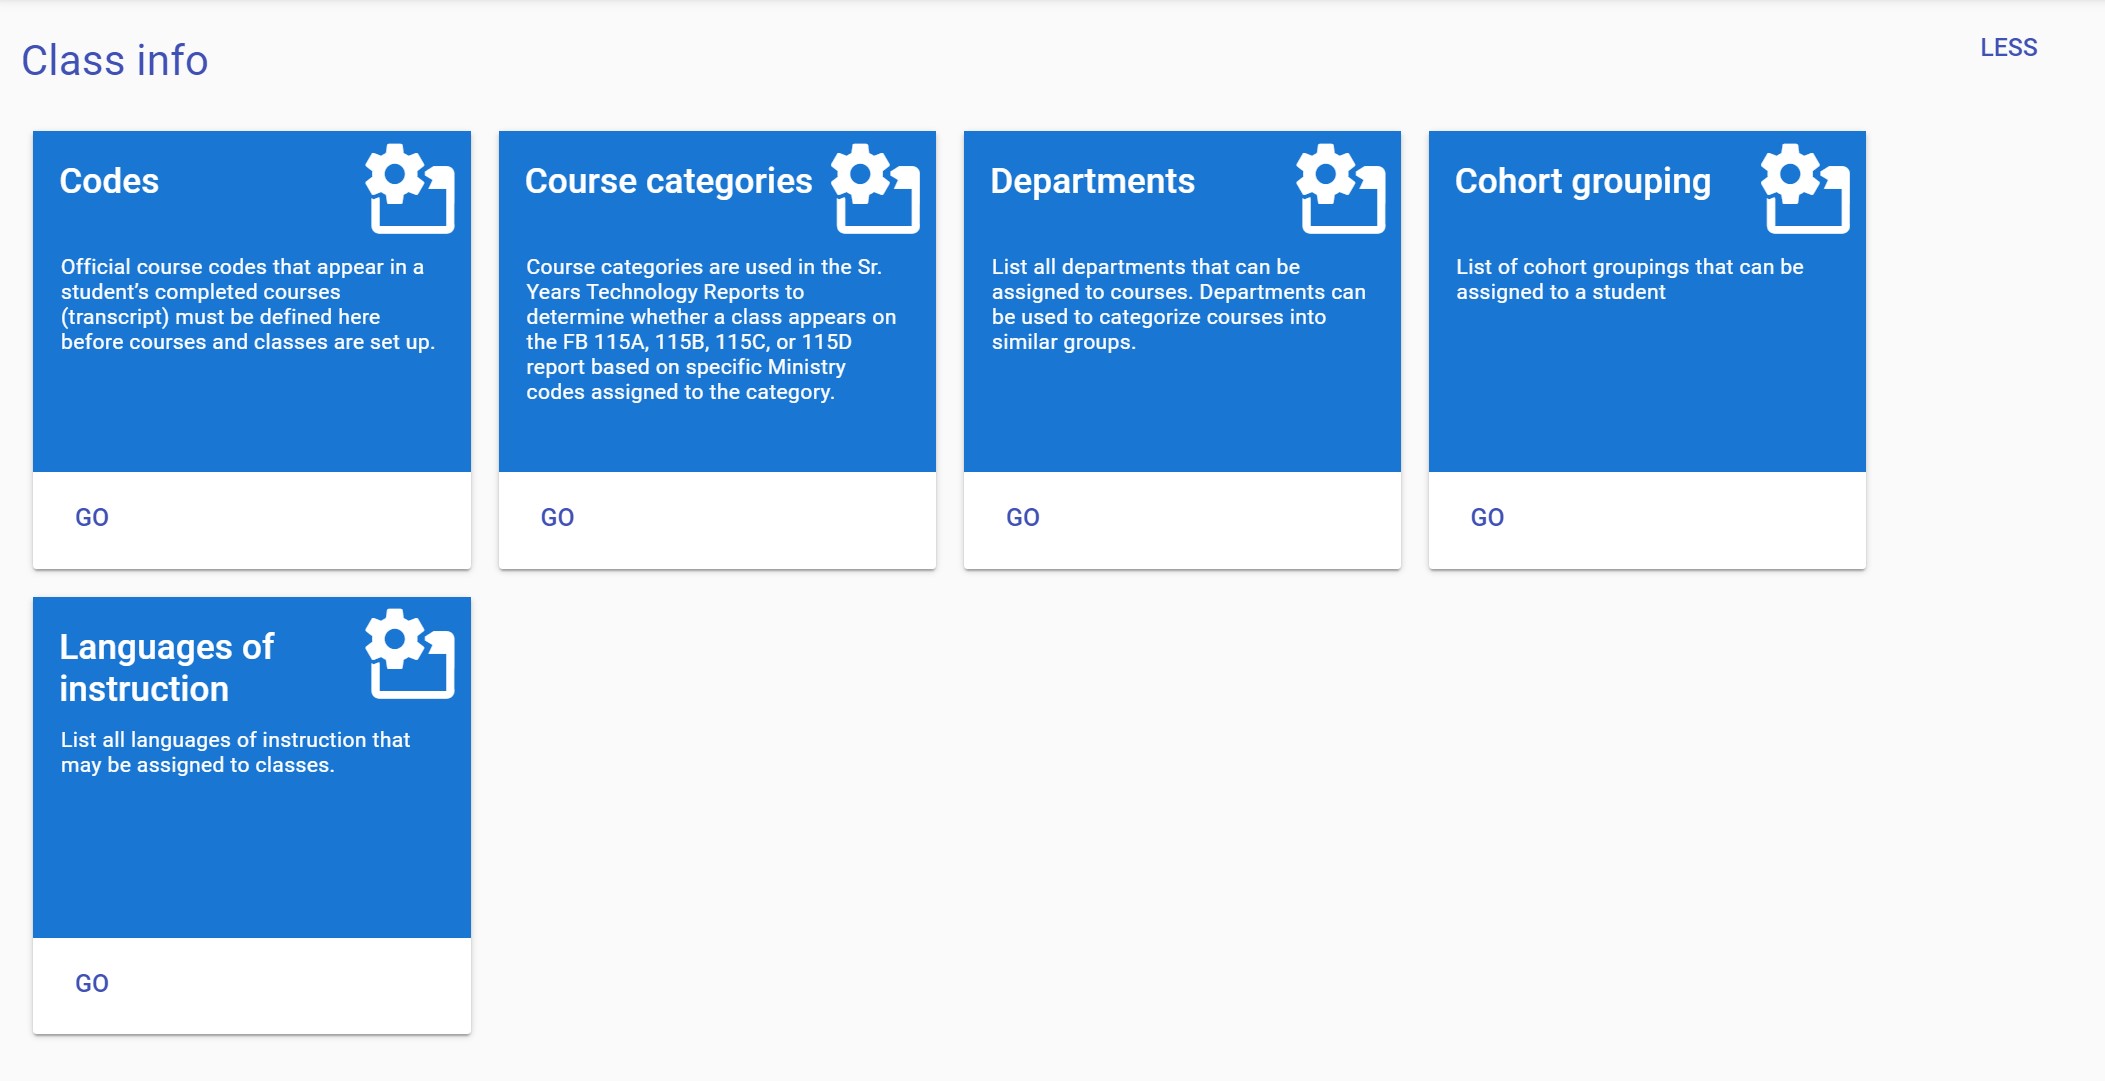 Class info
LESS
Codes
Official course codes that appear in a
student’s completed courses
(transcript) must be defined here
before courses and classes are set up.
GO
Course categories
Course categories are used in the Sr.
Years Technology Reports to
determine whether a class appears on
the FB 115A, 115B, 115C, or 115D
report based on specific Ministry
codes assigned to the category.
GO
Departments
List all departments that can be
assigned to courses. Departments can
be used to categorize courses into
similar groups.
GO
Cohort grouping
List of cohort groupings that can be
assigned to a student
GO
Languages of
instruction
List all languages of instruction that
may be assigned to classes.
GO